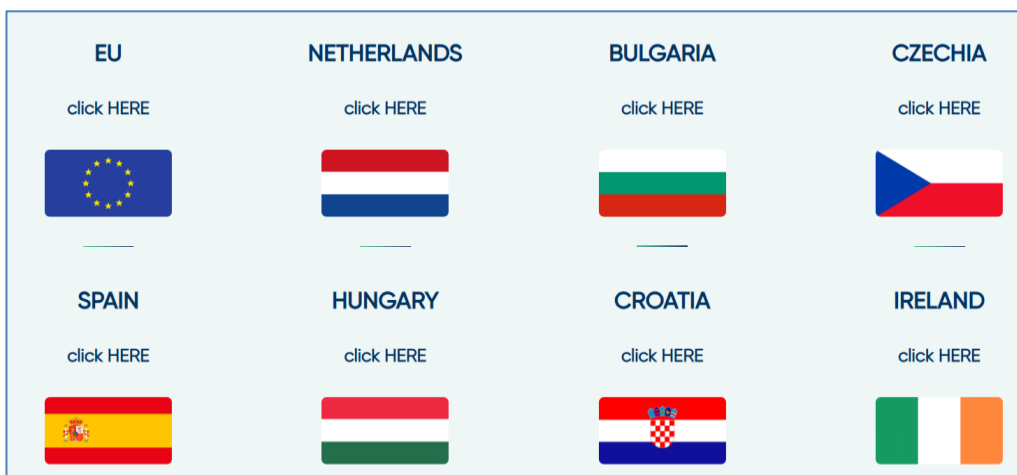 EU NETHERLANDS BULGARIA CZECHIA
click HERE click HERE click HERE click HERE
SPAIN HUNGARY CROATIA IRELAND
click HERE click HERE click HERE click HERE